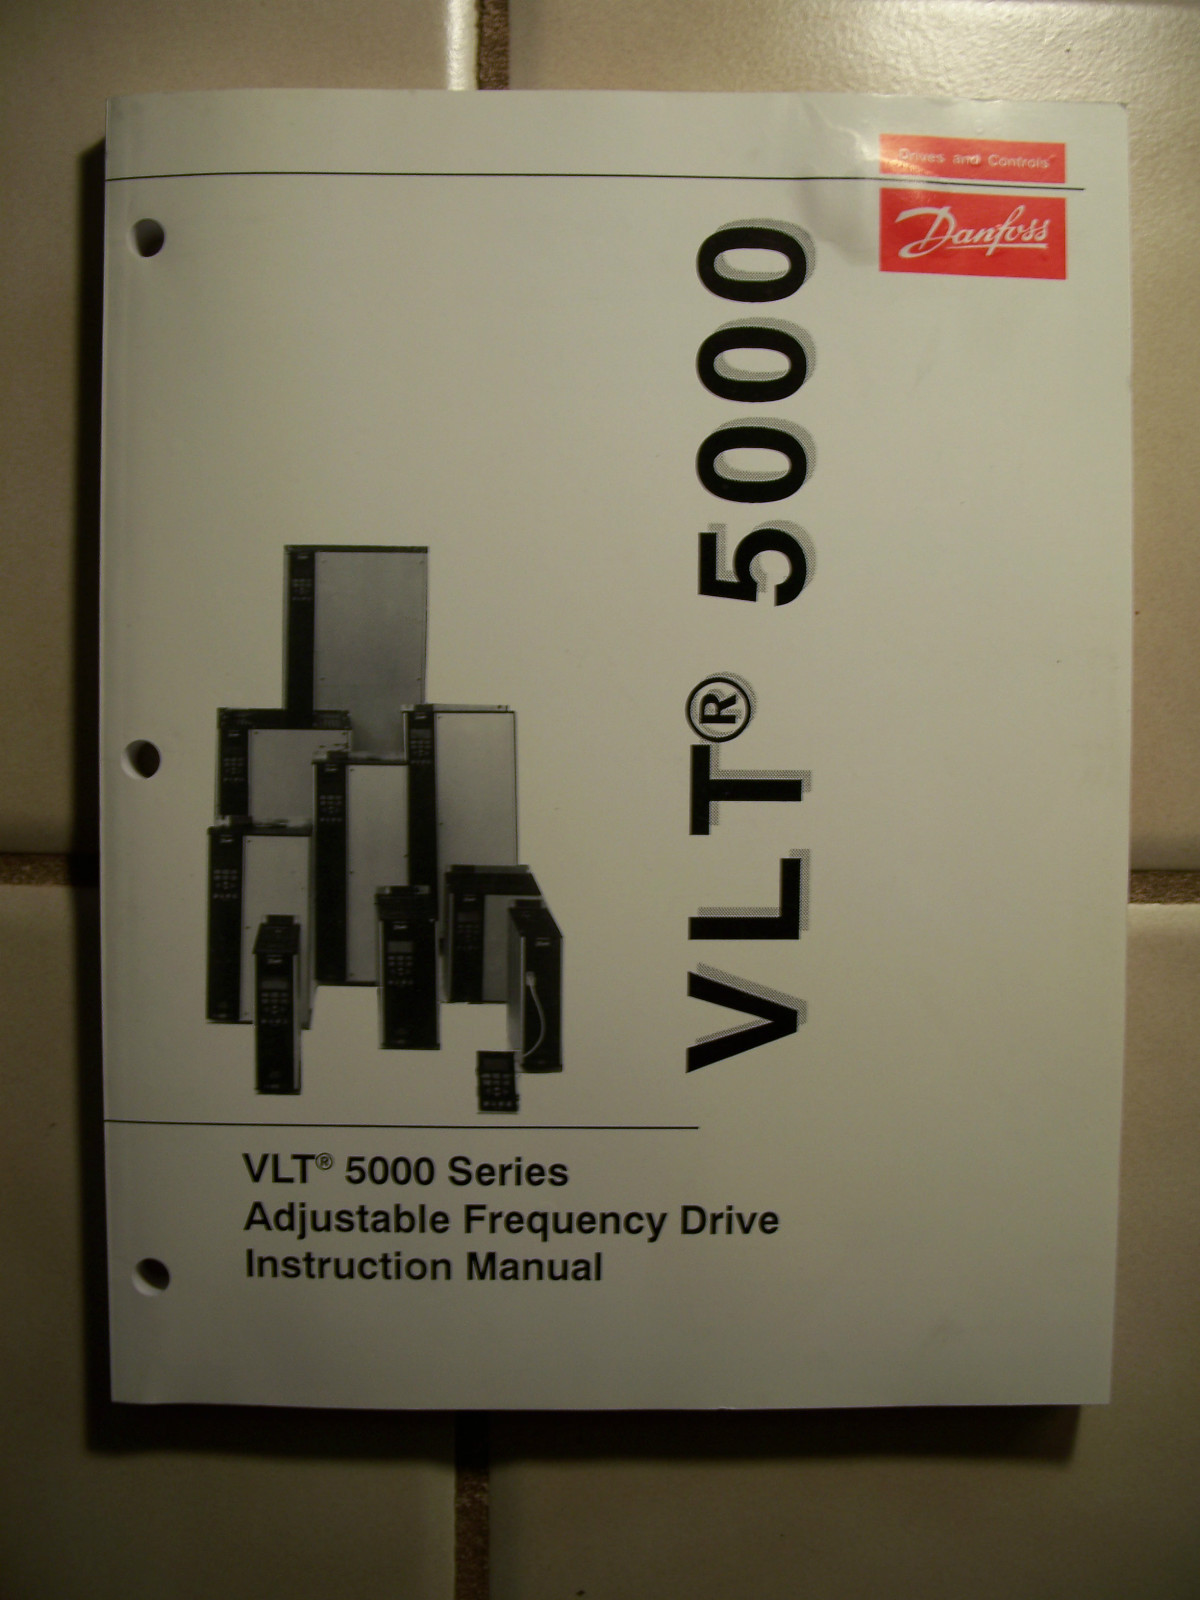 Drives and Controls
Danfoss
VLT® 5000
VLT® 5000 Series
Adjustable Frequency Drive
Instruction Manual